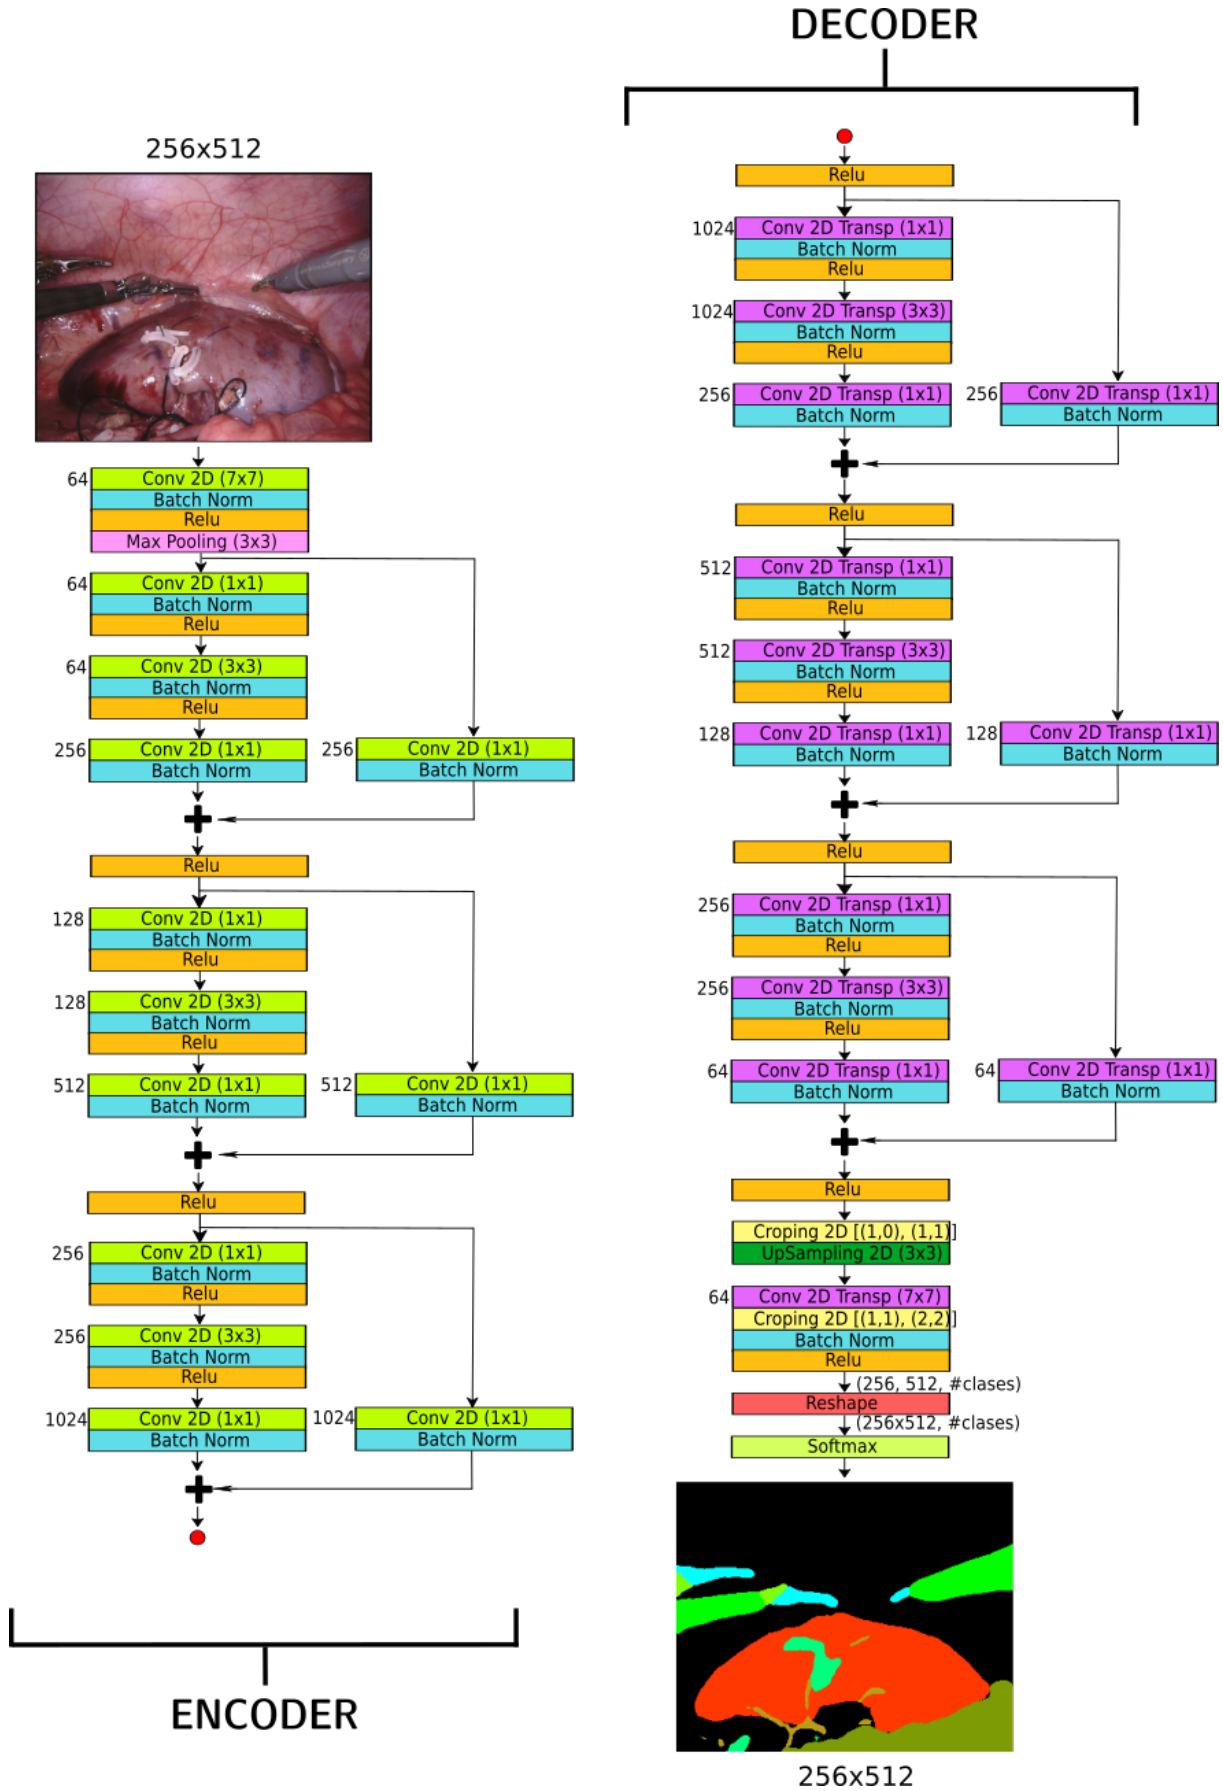 DECODER
256x512
64
Conv 2D (7x7)
Batch Norm
Relu
Max Pooling (3x3)
64
Conv 2D (1x1)
Batch Norm
Relu
64
Conv 2D (3x3)
Batch Norm
Relu
256
Conv 2D (1x1)
Batch Norm
256
Conv 2D (1x1)
Batch Norm
Relu
128
Conv 2D (1x1)
Batch Norm
Relu
128
Conv 2D (3x3)
Batch Norm
Relu
512
Conv 2D (1x1)
Batch Norm
512
Conv 2D (1x1)
Batch Norm
Relu
256
Conv 2D (1x1)
Batch Norm
Relu
256
Conv 2D (3x3)
Batch Norm
Relu
1024
Conv 2D (1x1)
Batch Norm
1024
Conv 2D (1x1)
Batch Norm
ENCODER
Relu
1024
Conv 2D Transp (1x1)
Batch Norm
Relu
1024
Conv 2D Transp (3x3)
Batch Norm
Relu
256
Conv 2D Transp (1x1)
Batch Norm
256
Conv 2D Transp (1x1)
Batch Norm
Relu
512
Conv 2D Transp (1x1)
Batch Norm
Relu
512
Conv 2D Transp (3x3)
Batch Norm
Relu
128
Conv 2D Transp (1x1)
Batch Norm
128
Conv 2D Transp (1x1)
Batch Norm
Relu
256
Conv 2D Transp (1x1)
Batch Norm
Relu
256
Conv 2D Transp (3x3)
Batch Norm
Relu
64
Conv 2D Transp (1x1)
Batch Norm
64
Conv 2D Transp (1x1)
Batch Norm
Relu
Croping 2D [(1,0), (1,1)]
UpSampling 2D (3x3)
64
Conv 2D Transp (7x7)
Croping 2D [(1,1), (2,2)]
Batch Norm
Relu
(256, 512, #clases)
Reshape
(256x512, #clases)
Softmax
256x512